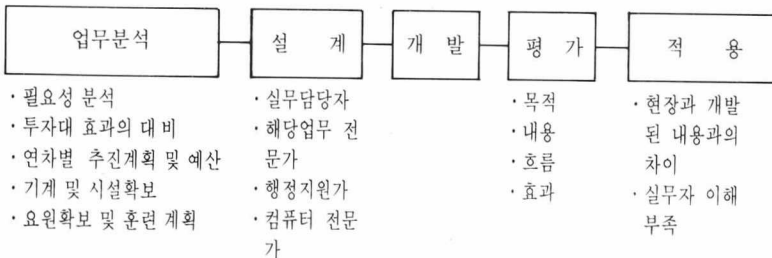 업무분석
설 계
개 발
평 가
적 용
· 필요성 분석
· 투자대 효과의 대비
· 연차별 추진계획 및 예산
· 기계 및 시설확보
· 요원확보 및 훈련 계획
· 실무담당자
· 해당업무 전
문가
· 행정지원가
· 컴퓨터 전문
가
· 목적
· 내용
· 흐름
· 효과
· 현장과 개발
된 내용과의
차이
· 실무자 이해
부족